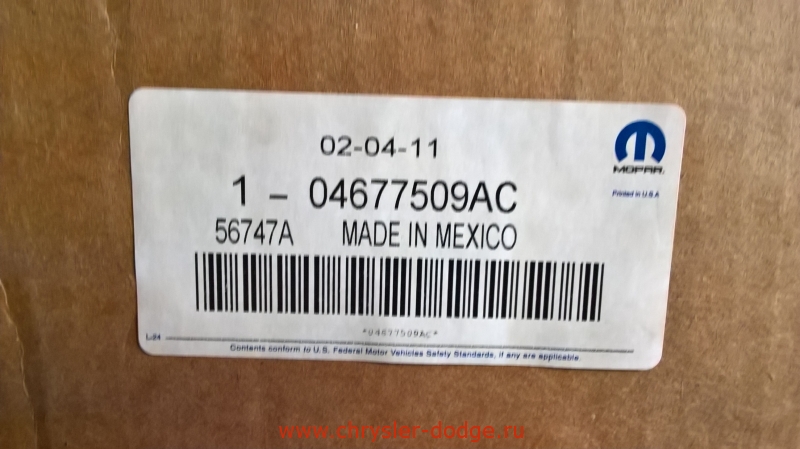 02-04-11
MOPAR.
1 - 04677509AC
Printed in U.S.A
56747A MADE IN MEXICO
*04677509AC*
L-24
Contents conform to U.S. Federal Motor Vehicles Safety Standards, if any are applicable.
www.chrysler-dodge.ru